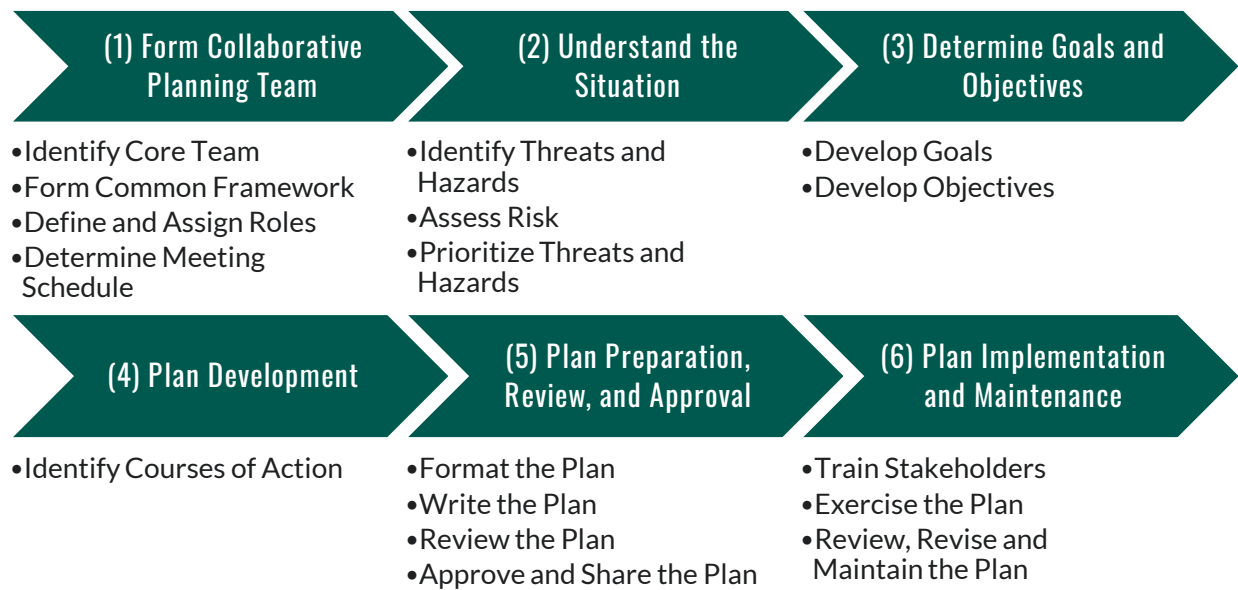 (1) Form Collaborative
Planning Team
•Identify Core Team
•Form Common Framework
•Define and Assign Roles
•Determine Meeting
Schedule
(2) Understand the
Situation
•Identify Threats and
Hazards
•Assess Risk
•Prioritize Threats and
Hazards
(3) Determine Goals and
Objectives
•Develop Goals
•Develop Objectives
(4) Plan Development
•Identify Courses of Action
(5) Plan Preparation,
Review, and Approval
•Format the Plan
•Write the Plan
•Review the Plan
•Approve and Share the Plan
(6) Plan Implementation
and Maintenance
•Train Stakeholders
•Exercise the Plan
•Review, Revise and
Maintain the Plan